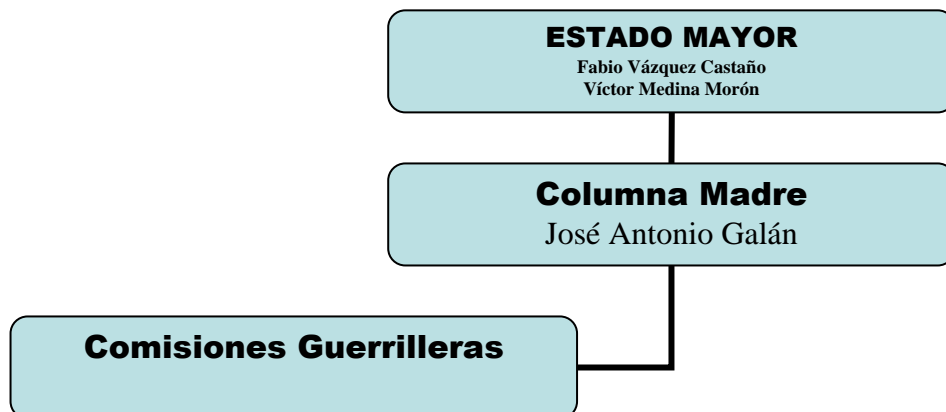 ESTADO MAYOR
Fabio Vázquez Castaño
Víctor Medina Morón
Columna Madre
José Antonio Galán
Comisiones Guerrilleras